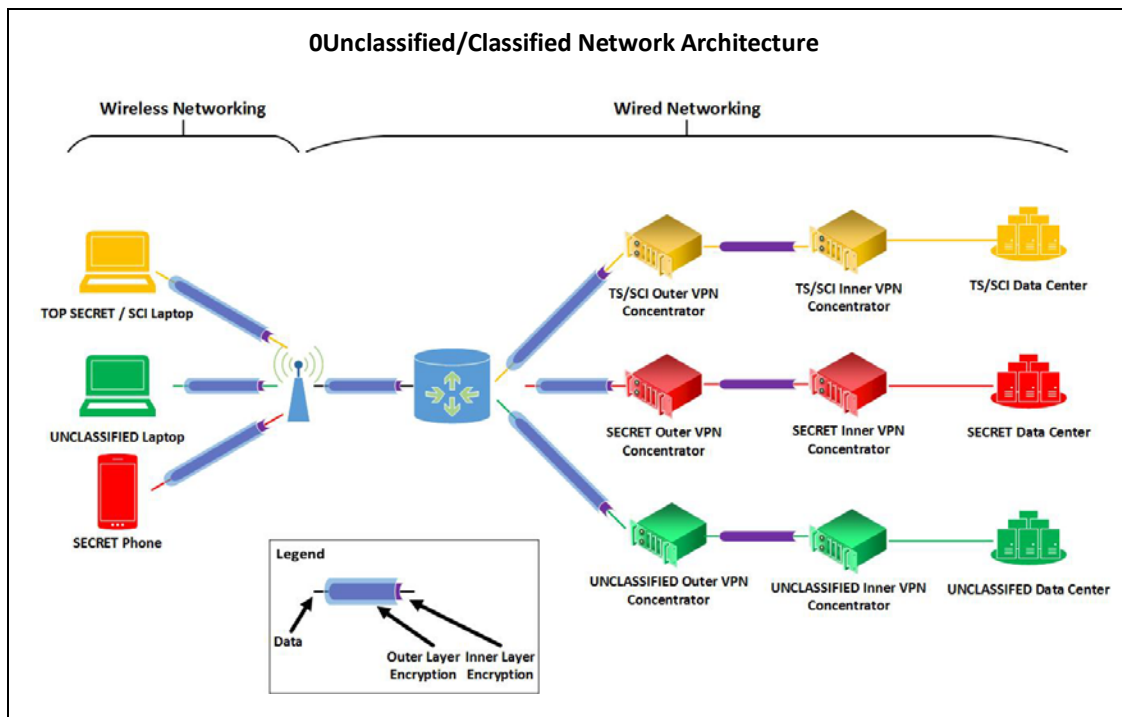 0Unclassified/Classified Network Architecture
Wireless Networking
Wired Networking
TOP SECRET / SCI Laptop
UNCLASSIFIED Laptop
SECRET Phone
TS/SCI Outer VPN
Concentrator
TS/SCI Inner VPN
Concentrator
TS/SCI Data Center
SECRET Outer VPN
Concentrator
SECRET Inner VPN
Concentrator
SECRET Data Center
UNCLASSIFIED Outer VPN
Concentrator
UNCLASSIFIED Inner VPN
Concentrator
UNCLASSIFED Data Center
Legend
Data
Outer Layer
Encryption
Inner Layer
Encryption